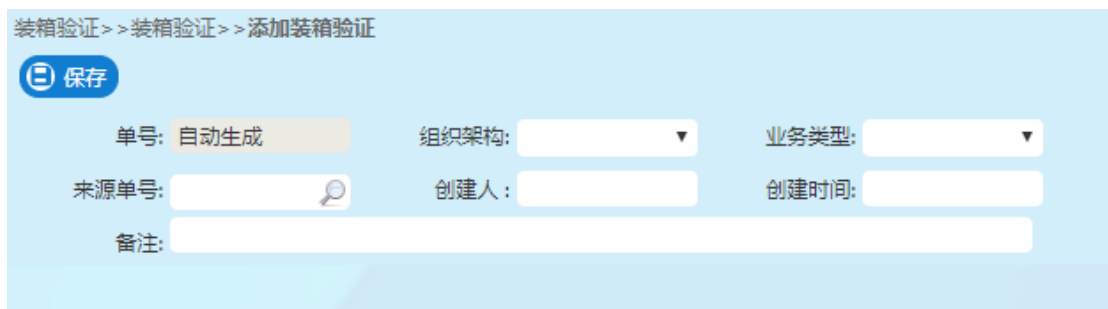 装箱验证>>装箱验证>>添加装箱验证
保存
单号: 自动生成 组织架构: 业务类型:
来源单号: 创建人: 创建时间:
备注: